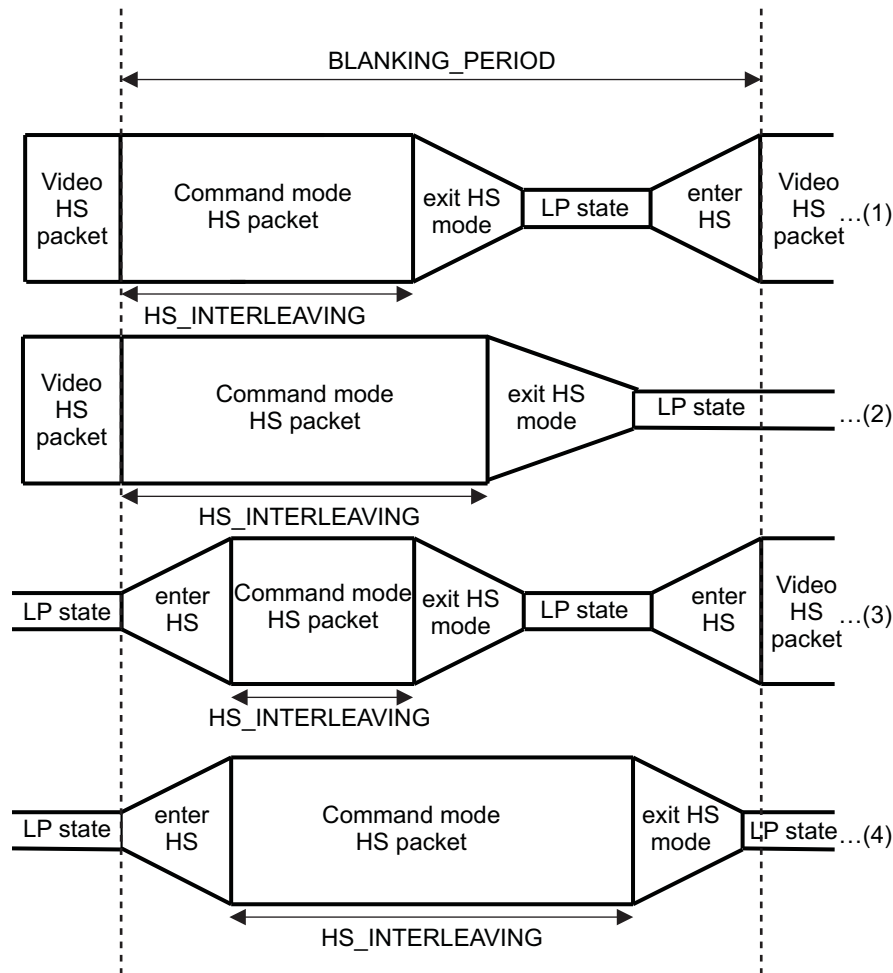 BLANKING_PERIOD
Video
HS
packet
Command mode
HS packet
exit HS
mode
LP state
enter
HS
Video
HS
packet
…(1)
HS_INTERLEAVING
Video
HS
packet
Command mode
HS packet
exit HS
mode
LP state
…(2)
HS_INTERLEAVING
LP state
enter
HS
Command mode
HS packet
exit HS
mode
LP state
enter
HS
Video
HS
packet
…(3)
HS_INTERLEAVING
LP state
enter
HS
Command mode
HS packet
exit HS
mode
LP state
…(4)
HS_INTERLEAVING